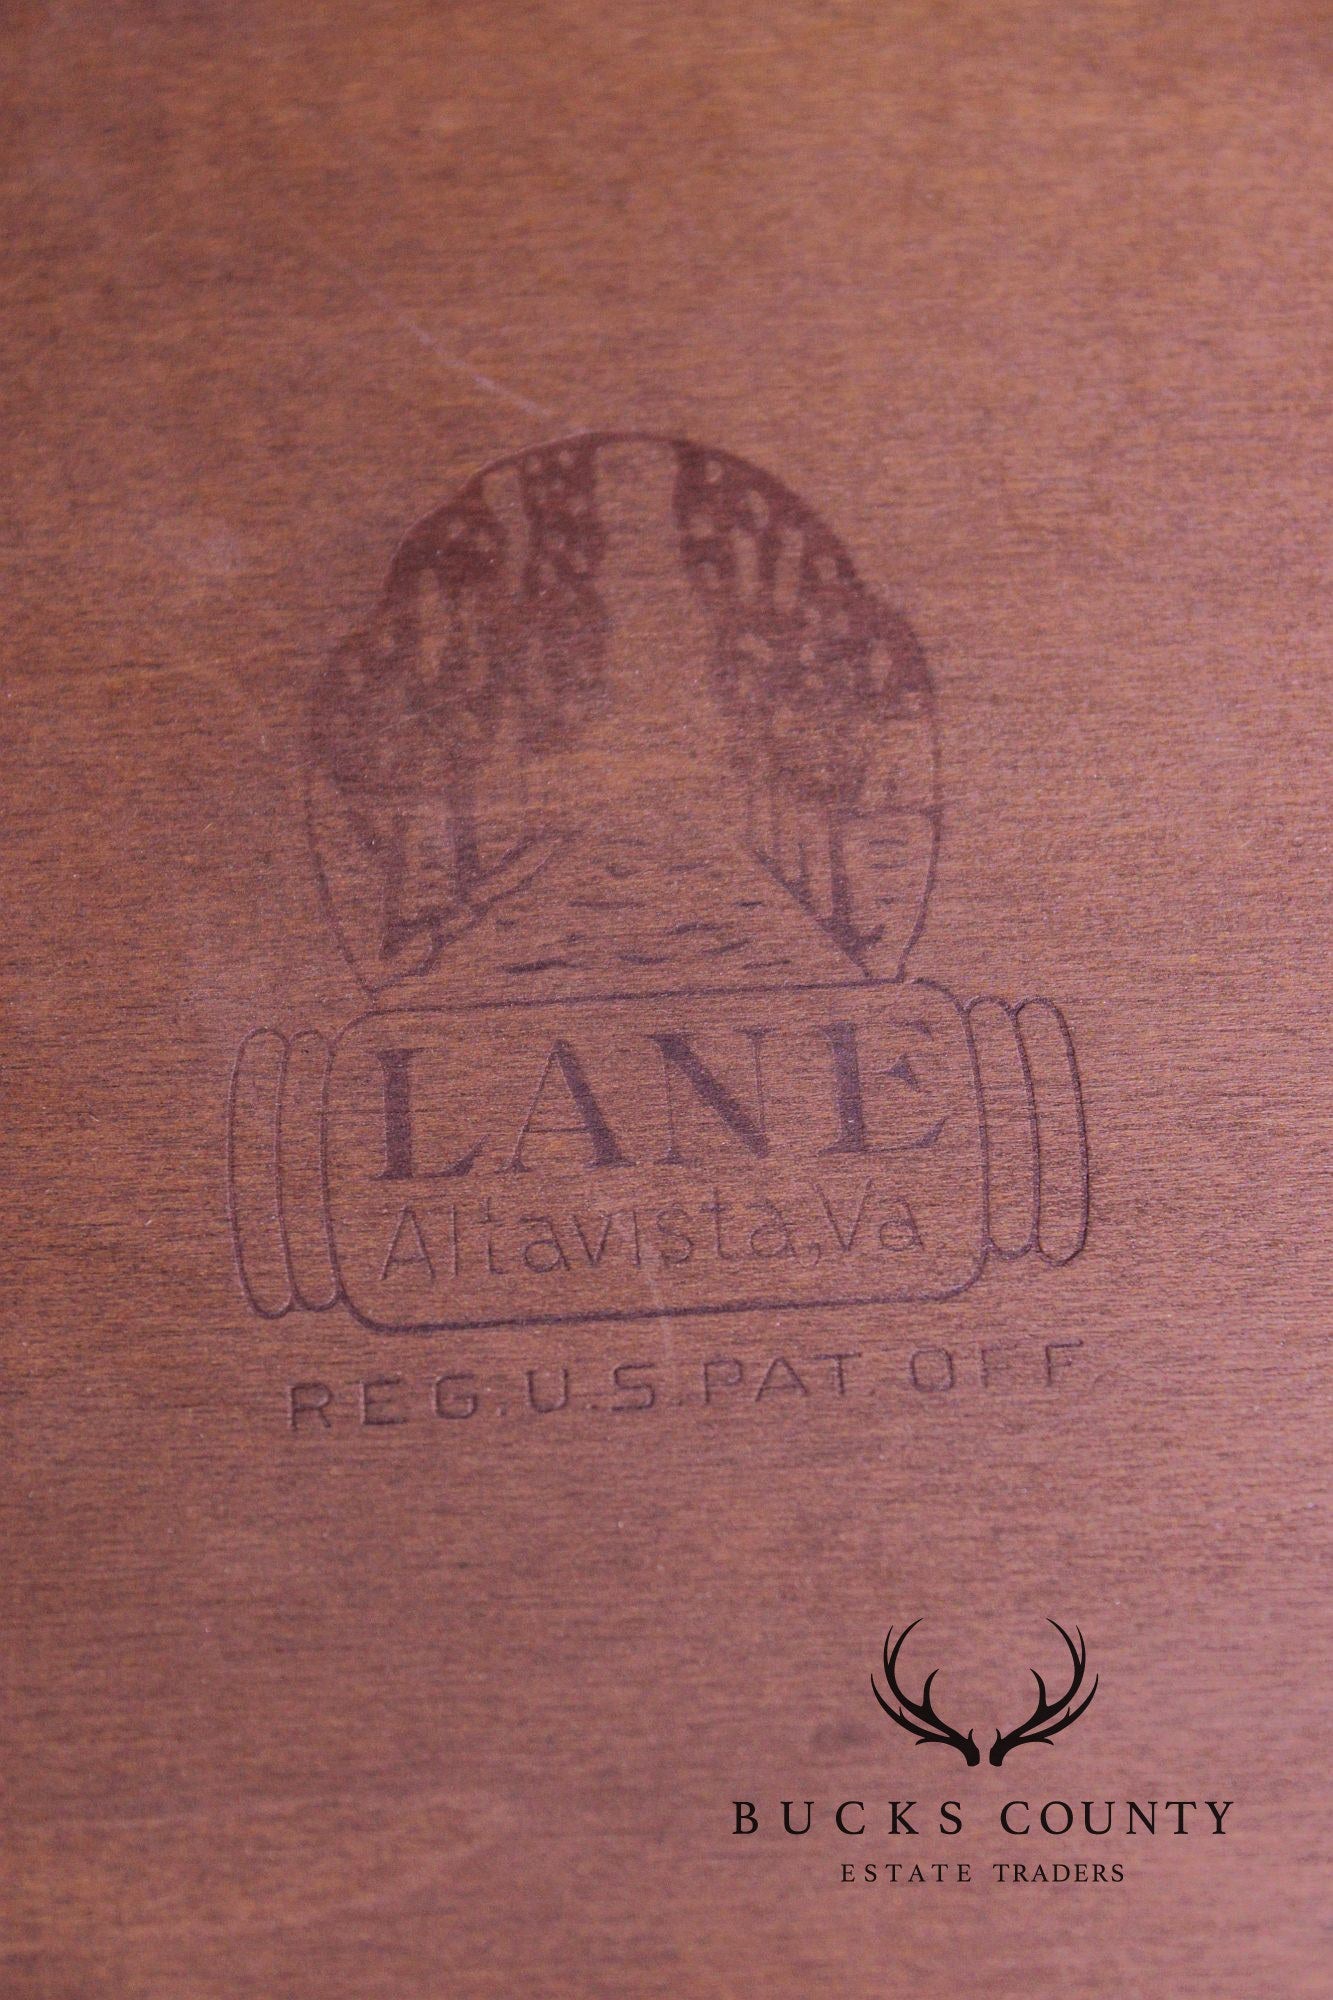 LANE
Altavista, Va.
REG. U.S. PAT. OFF.
BUCKS COUNTY
ESTATE TRADERS